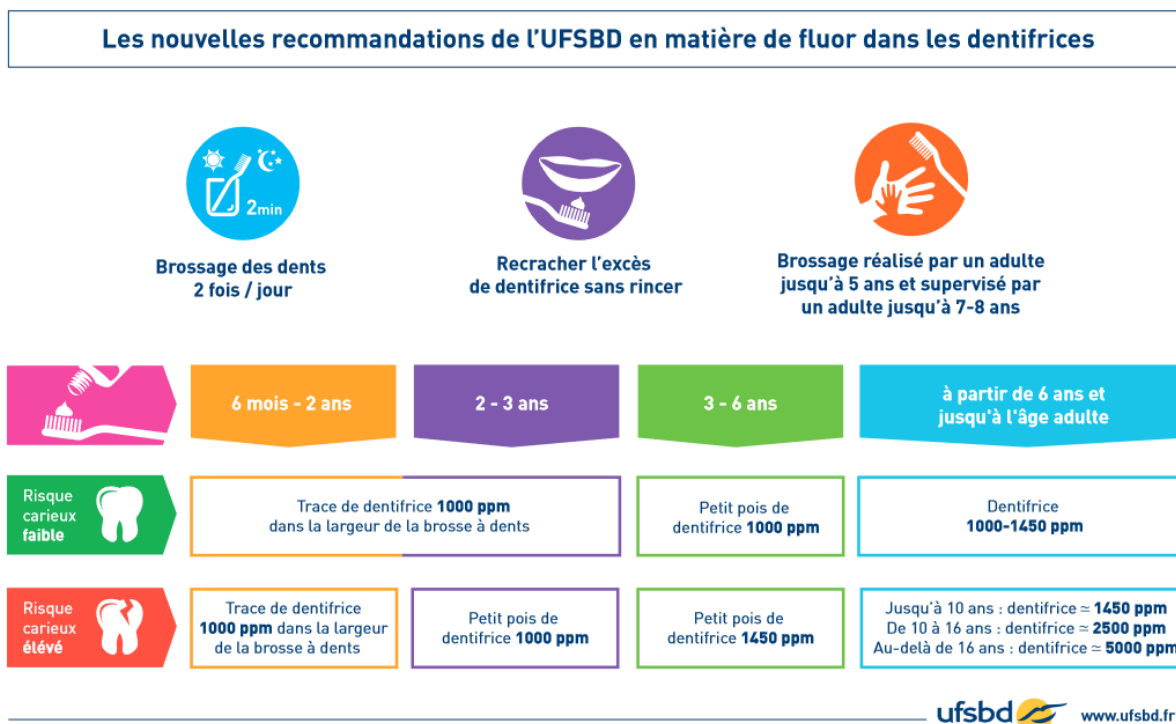 Les nouvelles recommandations de l'UFSBD en matière de fluor dans les dentifrices
2min
Brossage des dents
2 fois / jour
Recracher l'excès
de dentifrice sans rincer
Brossage réalisé par un adulte
jusqu'à 5 ans et supervisé par
un adulte jusqu'à 7-8 ans
6 mois - 2 ans
2 - 3 ans
3 - 6 ans
à partir de 6 ans et
jusqu'à l'âge adulte
Risque
carieux
faible
Trace de dentifrice 1000 ppm
dans la largeur de la brosse à dents
Petit pois de
dentifrice 1000 ppm
Dentifrice
1000-1450 ppm
Risque
carieux
élévé
Trace de dentifrice
1000 ppm dans la largeur
de la brosse à dents
Petit pois de
dentifrice 1000 ppm
Petit pois de
dentifrice 1450 ppm
Jusqu'à 10 ans : dentifrice ≃ 1450 ppm
De 10 à 16 ans : dentifrice ≃ 2500 ppm
Au-delà de 16 ans : dentifrice ≃ 5000 ppm
ufsbd
www.ufsbd.fr